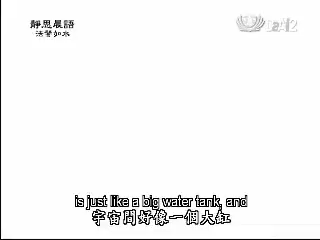 靜思晨語
法譬如水
is just like a big water tank, and
宇宙間好像一個大缸